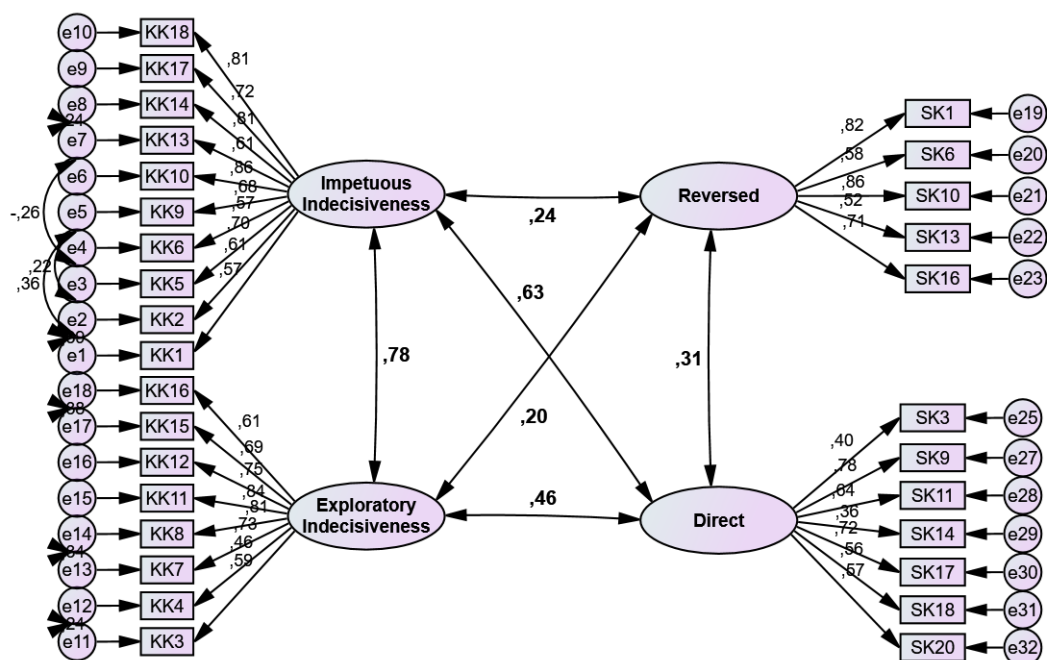 e10 KK18
e9 KK17
e8 KK14
e7 KK13
e6 KK10
e5 KK9
e4 KK6
e3 KK5
e2 KK2
e1 KK1
e18 KK16
e17 KK15
e16 KK12
e15 KK11
e14 KK8
e13 KK7
e12 KK4
e11 KK3
-,26
,22
,36
,81
,72
,81
,61
,86
,68
,57
,70
,61
,57
Impetuous
Indecisiveness
,61
,69
,75
,84
,81
,73
,46
,59
Exploratory
Indecisiveness
,24
,63
,78
,31
,20
,46
Reversed
,82
,58
,86
,52
,71
SK1 e19
SK6 e20
SK10 e21
SK13 e22
SK16 e23
Direct
,40
,78
,64
,36
,72
,56
,57
SK3 e25
SK9 e27
SK11 e28
SK14 e29
SK17 e30
SK18 e31
SK20 e32